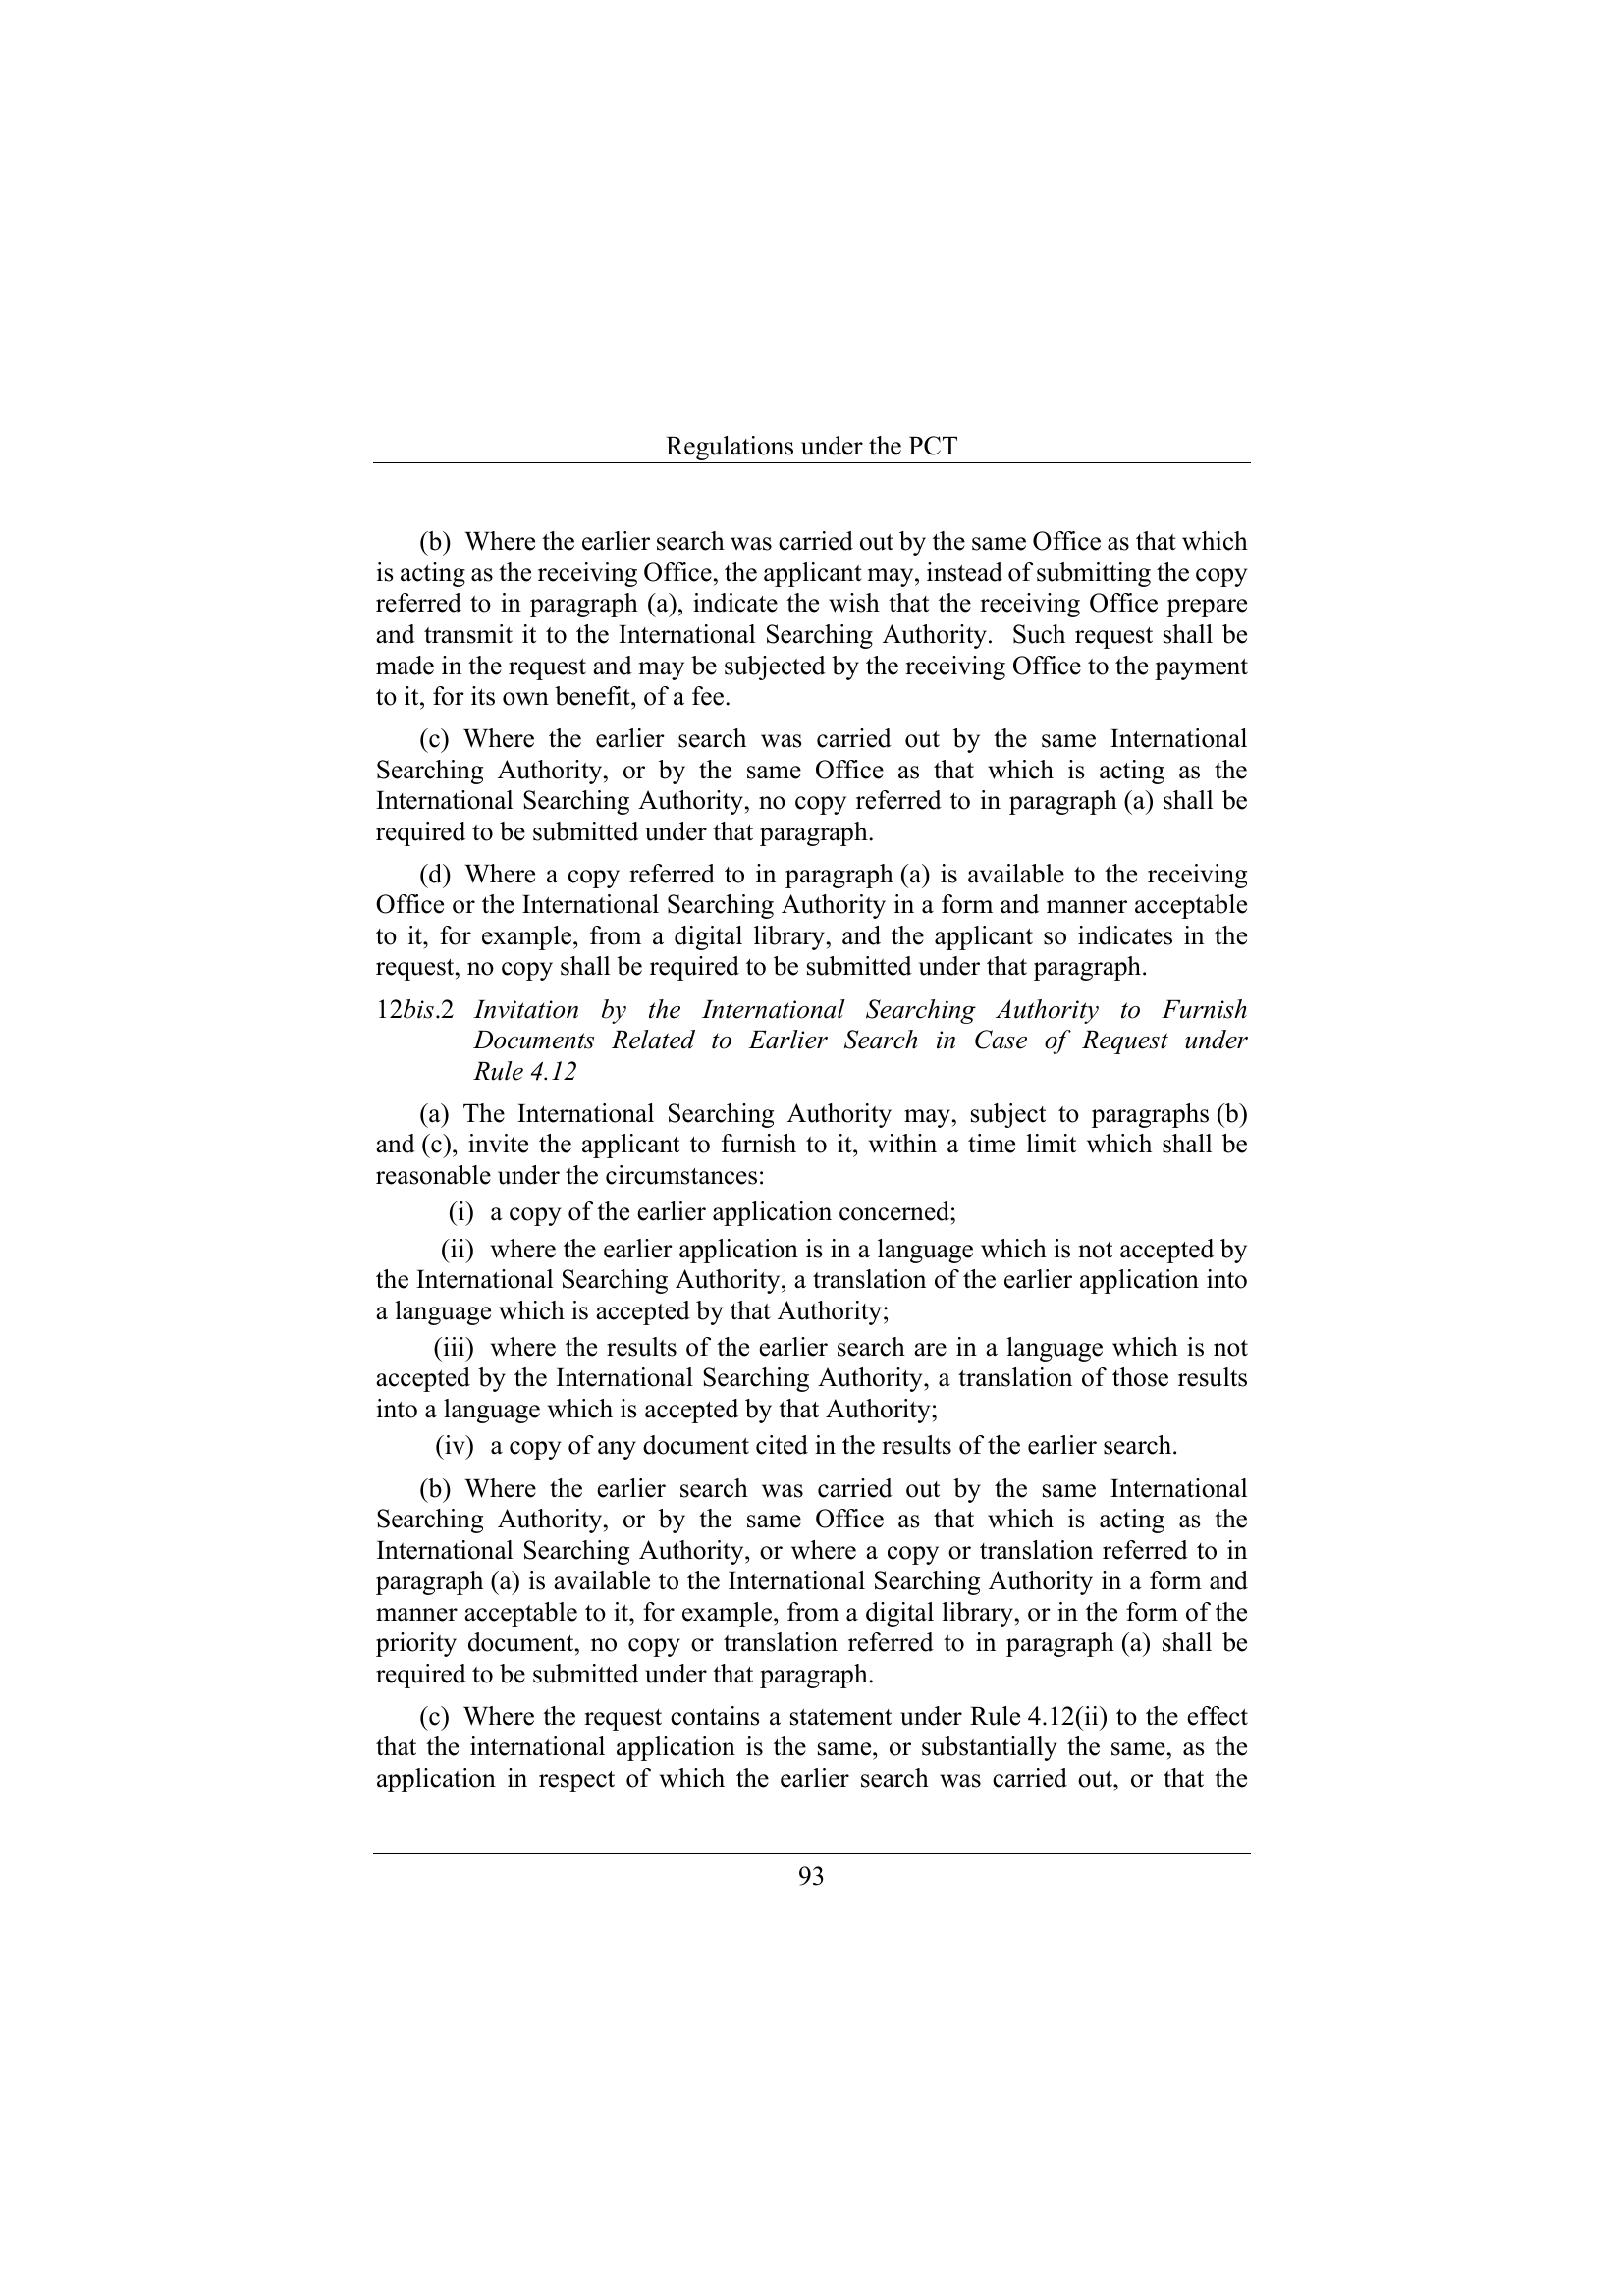 Regulations under the PCT
(b) Where the earlier search was carried out by the same Office as that which
is acting as the receiving Office, the applicant may, instead of submitting the copy
referred to in paragraph (a), indicate the wish that the receiving Office prepare
and transmit it to the International Searching Authority. Such request shall be
made in the request and may be subjected by the receiving Office to the payment
to it, for its own benefit, of a fee.
(c) Where the earlier search was carried out by the same International
Searching Authority, or by the same Office as that which is acting as the
International Searching Authority, no copy referred to in paragraph (a) shall be
required to be submitted under that paragraph.
(d) Where a copy referred to in paragraph (a) is available to the receiving
Office or the International Searching Authority in a form and manner acceptable
to it, for example, from a digital library, and the applicant so indicates in the
request, no copy shall be required to be submitted under that paragraph.
12bis.2 Invitation by the International Searching Authority to Furnish
Documents Related to Earlier Search in Case of Request under
Rule 4.12
(a) The International Searching Authority may, subject to paragraphs (b)
and (c), invite the applicant to furnish to it, within a time limit which shall be
reasonable under the circumstances:
(i) a copy of the earlier application concerned;
(ii) where the earlier application is in a language which is not accepted by
the International Searching Authority, a translation of the earlier application into
a language which is accepted by that Authority;
(iii) where the results of the earlier search are in a language which is not
accepted by the International Searching Authority, a translation of those results
into a language which is accepted by that Authority;
(iv) a copy of any document cited in the results of the earlier search.
(b) Where the earlier search was carried out by the same International
Searching Authority, or by the same Office as that which is acting as the
International Searching Authority, or where a copy or translation referred to in
paragraph (a) is available to the International Searching Authority in a form and
manner acceptable to it, for example, from a digital library, or in the form of the
priority document, no copy or translation referred to in paragraph (a) shall be
required to be submitted under that paragraph.
(c) Where the request contains a statement under Rule 4.12(ii) to the effect
that the international application is the same, or substantially the same, as the
application in respect of which the earlier search was carried out, or that the
93